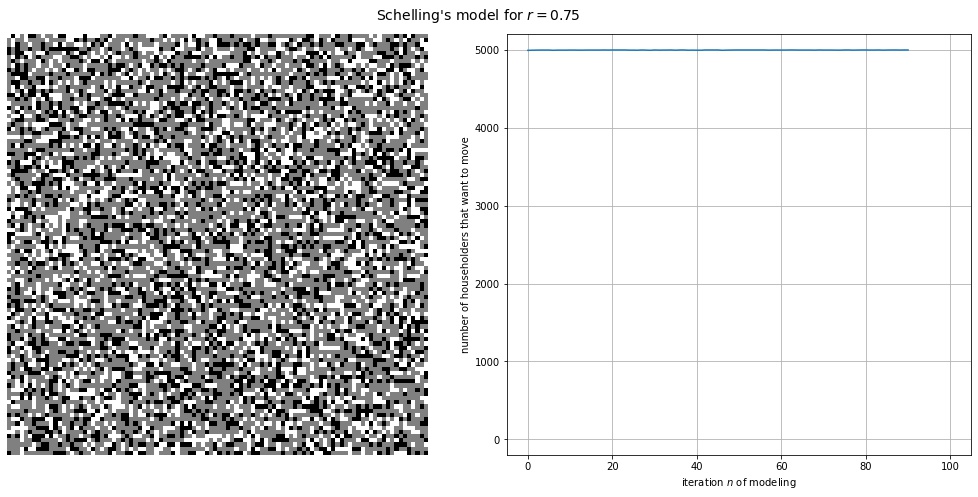 Schelling's model for r = 0.75
number of householders that want to move
5000
4000
3000
2000
1000
0
0 20 40 60 80 100
iteration n of modeling